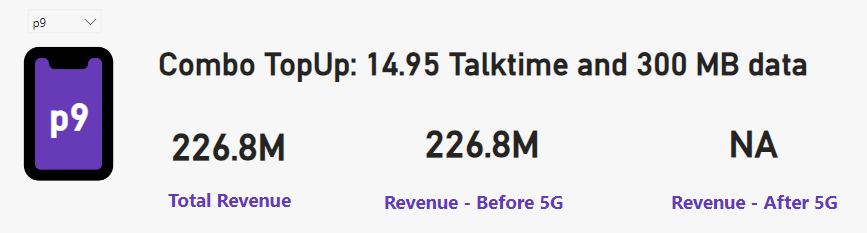 p9
p9
Combo TopUp: 14.95 Talktime and 300 MB data
226.8M
226.8M
NA
Total Revenue
Revenue - Before 5G
Revenue - After 5G